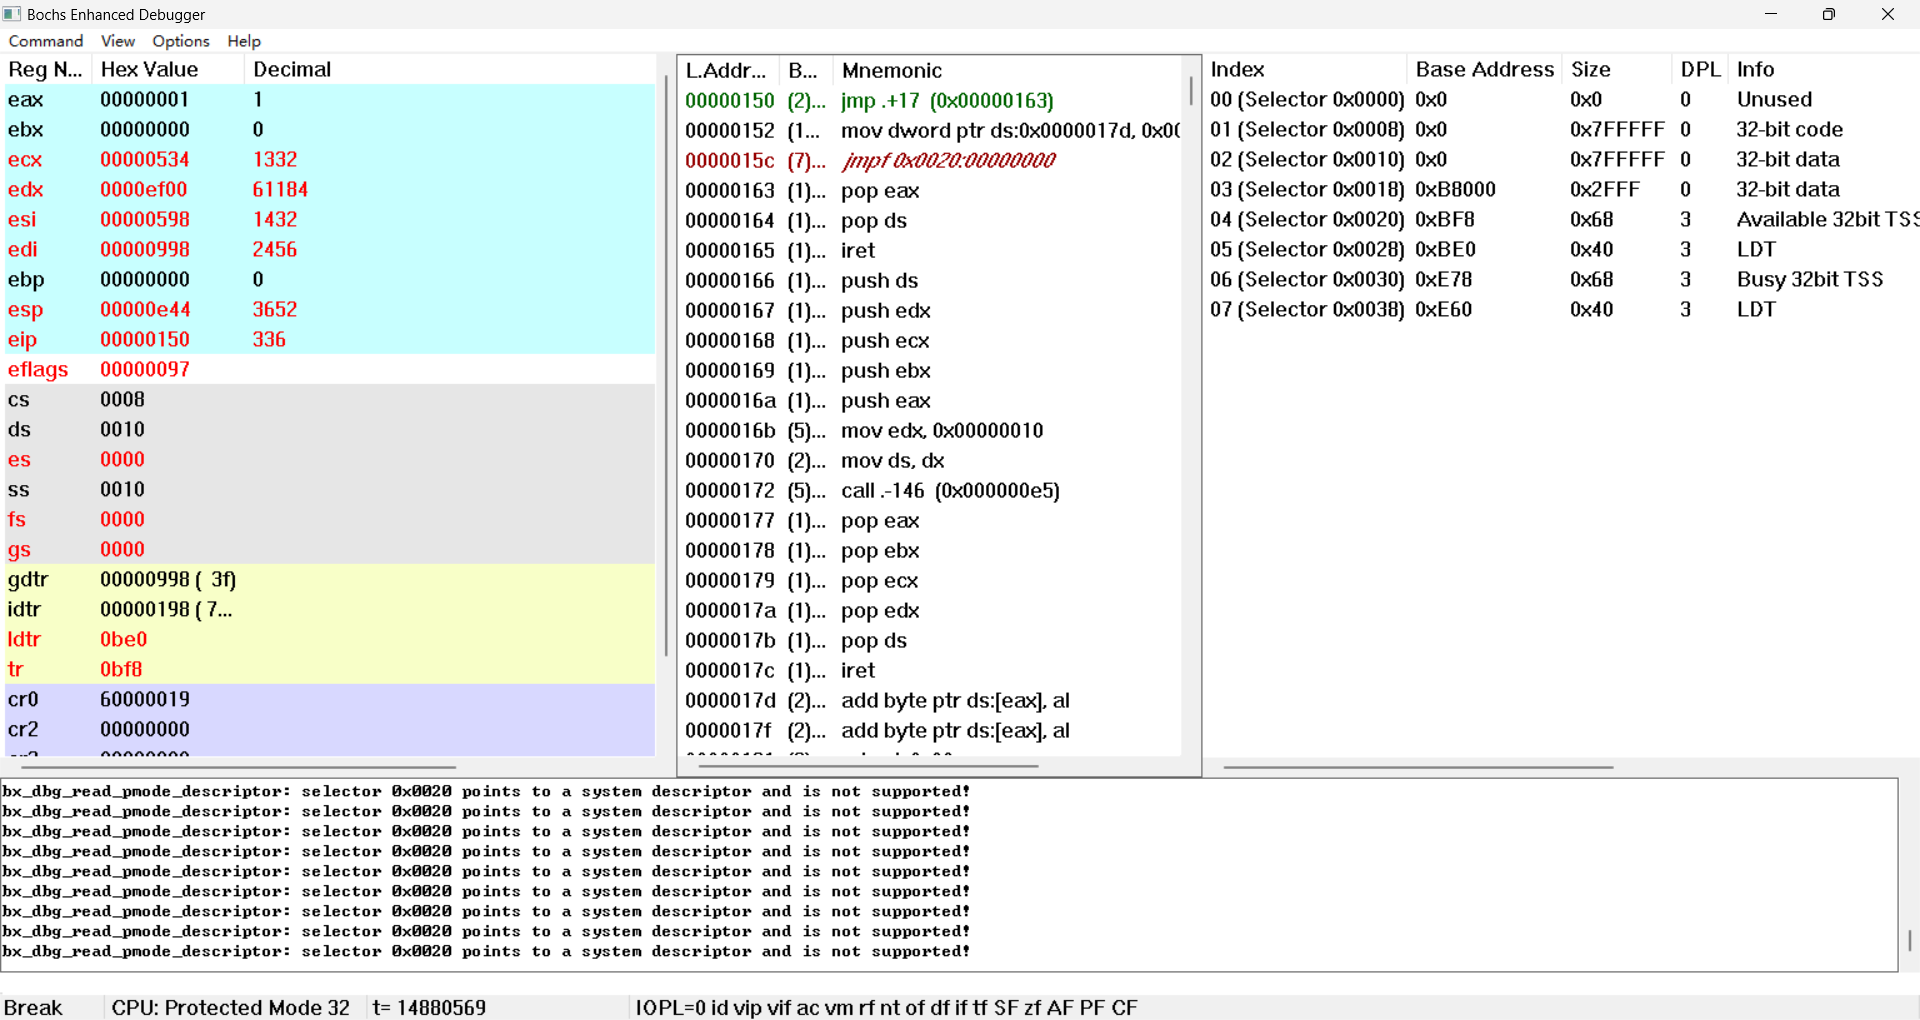 Bochs Enhanced Debugger
Command View Options Help
Reg N... Hex Value Decimal
eax 00000001 1
ebx 00000000 0
ecx 00000534 1332
edx 0000ef00 61184
esi 00000598 1432
edi 00000998 2456
ebp 00000000 0
esp 00000e44 3652
eip 00000150 336
eflags 00000097
cs 0008
ds 0010
es 0000
ss 0010
fs 0000
gs 0000
gdtr 00000998 ( 3f)
idtr 00000198 ( 7...
ldtr 0be0
tr 0bf8
cr0 60000019
cr2 00000000
L.Addr... B... Mnemonic
00000150 (2)... jmp .+17 (0x00000163)
00000152 (1... mov dword ptr ds:0x0000017d, 0x00
0000015c (7)... jmpf 0x0020:00000000
00000163 (1)... pop eax
00000164 (1)... pop ds
00000165 (1)... iret
00000166 (1)... push ds
00000167 (1)... push edx
00000168 (1)... push ecx
00000169 (1)... push ebx
0000016a (1)... push eax
0000016b (5)... mov edx, 0x00000010
00000170 (2)... mov ds, dx
00000172 (5)... call .-146 (0x000000e5)
00000177 (1)... pop eax
00000178 (1)... pop ebx
00000179 (1)... pop ecx
0000017a (1)... pop edx
0000017b (1)... pop ds
0000017c (1)... iret
0000017d (2)... add byte ptr ds:[eax], al
0000017f (2)... add byte ptr ds:[eax], al
Index Base Address Size DPL Info
00 (Selector 0x0000) 0x0 0x0 0 Unused
01 (Selector 0x0008) 0x0 0x7FFFFF 0 32-bit code
02 (Selector 0x0010) 0x0 0x7FFFFF 0 32-bit data
03 (Selector 0x0018) 0xB8000 0x2FFF 0 32-bit data
04 (Selector 0x0020) 0xBF8 0x68 3 Available 32bit TSS
05 (Selector 0x0028) 0xBE0 0x40 3 LDT
06 (Selector 0x0030) 0xE78 0x68 3 Busy 32bit TSS
07 (Selector 0x0038) 0xE60 0x40 3 LDT
bx_dbg_read_pmode_descriptor: selector 0x0020 points to a system descriptor and is not supported!
bx_dbg_read_pmode_descriptor: selector 0x0020 points to a system descriptor and is not supported!
bx_dbg_read_pmode_descriptor: selector 0x0020 points to a system descriptor and is not supported!
bx_dbg_read_pmode_descriptor: selector 0x0020 points to a system descriptor and is not supported!
bx_dbg_read_pmode_descriptor: selector 0x0020 points to a system descriptor and is not supported!
bx_dbg_read_pmode_descriptor: selector 0x0020 points to a system descriptor and is not supported!
bx_dbg_read_pmode_descriptor: selector 0x0020 points to a system descriptor and is not supported!
bx_dbg_read_pmode_descriptor: selector 0x0020 points to a system descriptor and is not supported!
bx_dbg_read_pmode_descriptor: selector 0x0020 points to a system descriptor and is not supported!
Break CPU: Protected Mode 32 t= 14880569 IOPL=0 id vip vif ac vm rf nt of df if tf SF zf AF PF CF